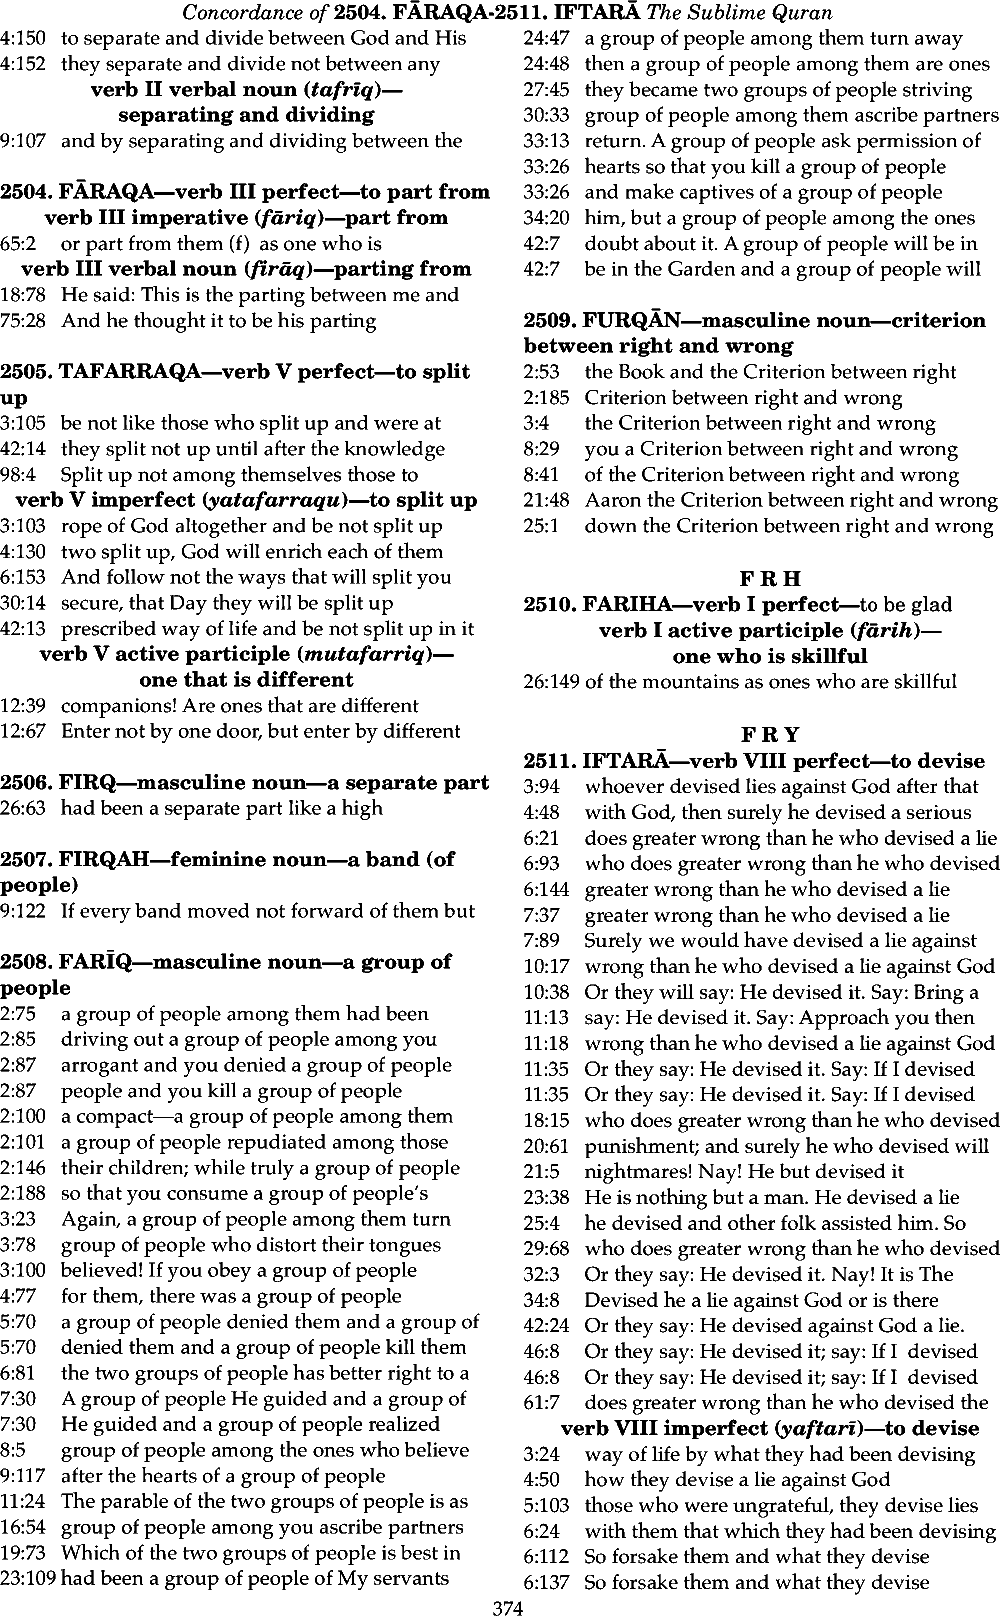 Concordance of 2504. FĀRAQA-2511. IFTARĀ The Sublime Quran
4:150 to separate and divide between God and His
4:152 they separate and divide not between any
verb II verbal noun (tafrīq)—
separating and dividing
9:107 and by separating and dividing between the
2504. FĀRAQA—verb III perfect—to part from
verb III imperative (fāriq)—part from
65:2 or part from them (f) as one who is
verb III verbal noun (firāq)—parting from
18:78 He said: This is the parting between me and
75:28 And he thought it to be his parting
2505. TAFARRAQA—verb V perfect—to split
up
3:105 be not like those who split up and were at
42:14 they split not up until after the knowledge
98:4 Split up not among themselves those to
verb V imperfect (yatafarraqu)—to split up
3:103 rope of God altogether and be not split up
4:130 two split up, God will enrich each of them
6:153 And follow not the ways that will split you
30:14 secure, that Day they will be split up
42:13 prescribed way of life and be not split up in it
verb V active participle (mutafarriq)—
one that is different
12:39 companions! Are ones that are different
12:67 Enter not by one door, but enter by different
2506. FIRQ—masculine noun—a separate part
26:63 had been a separate part like a high
2507. FIRQAH—feminine noun—a band (of
people)
9:122 If every band moved not forward of them but
2508. FARĪQ—masculine noun—a group of
people
2:75 a group of people among them had been
2:85 driving out a group of people among you
2:87 arrogant and you denied a group of people
2:87 people and you kill a group of people
2:100 a compact—a group of people among them
2:101 a group of people repudiated among those
2:146 their children; while truly a group of people
2:188 so that you consume a group of people‘s
3:23 Again, a group of people among them turn
3:78 group of people who distort their tongues
3:100 believed! If you obey a group of people
4:77 for them, there was a group of people
5:70 a group of people denied them and a group of
5:70 denied them and a group of people kill them
6:81 the two groups of people has better right to a
7:30 A group of people He guided and a group of
7:30 He guided and a group of people realized
8:5 group of people among the ones who believe
9:117 after the hearts of a group of people
11:24 The parable of the two groups of people is as
16:54 group of people among you ascribe partners
19:73 Which of the two groups of people is best in
23:109 had been a group of people of My servants
24:47 a group of people among them turn away
24:48 then a group of people among them are ones
27:45 they became two groups of people striving
30:33 group of people among them ascribe partners
33:13 return. A group of people ask permission of
33:26 hearts so that you kill a group of people
33:26 and make captives of a group of people
34:20 him, but a group of people among the ones
42:7 doubt about it. A group of people will be in
42:7 be in the Garden and a group of people will
2509. FURQĀN—masculine noun—criterion
between right and wrong
2:53 the Book and the Criterion between right
2:185 Criterion between right and wrong
3:4 the Criterion between right and wrong
8:29 you a Criterion between right and wrong
8:41 of the Criterion between right and wrong
21:48 Aaron the Criterion between right and wrong
25:1 down the Criterion between right and wrong
F R H
2510. FARIHA—verb I perfect—to be glad
verb I active participle (fārih)—
one who is skillful
26:149 of the mountains as ones who are skillful
F R Y
2511. IFTARĀ—verb VIII perfect—to devise
3:94 whoever devised lies against God after that
4:48 with God, then surely he devised a serious
6:21 does greater wrong than he who devised a lie
6:93 who does greater wrong than he who devised
6:144 greater wrong than he who devised a lie
7:37 greater wrong than he who devised a lie
7:89 Surely we would have devised a lie against
10:17 wrong than he who devised a lie against God
10:38 Or they will say: He devised it. Say: Bring a
11:13 say: He devised it. Say: Approach you then
11:18 wrong than he who devised a lie against God
11:35 Or they say: He devised it. Say: If I devised
11:35 Or they say: He devised it. Say: If I devised
18:15 who does greater wrong than he who devised
20:61 punishment; and surely he who devised will
21:5 nightmares! Nay! He but devised it
23:38 He is nothing but a man. He devised a lie
25:4 he devised and other folk assisted him. So
29:68 who does greater wrong than he who devised
32:3 Or they say: He devised it. Nay! It is The
34:8 Devised he a lie against God or is there
42:24 Or they say: He devised against God a lie.
46:8 Or they say: He devised it; say: If I devised
46:8 Or they say: He devised it; say: If I devised
61:7 does greater wrong than he who devised the
verb VIII imperfect (yaftarī)—to devise
3:24 way of life by what they had been devising
4:50 how they devise a lie against God
5:103 those who were ungrateful, they devise lies
6:24 with them that which they had been devising
6:112 So forsake them and what they devise
6:137 So forsake them and what they devise
374